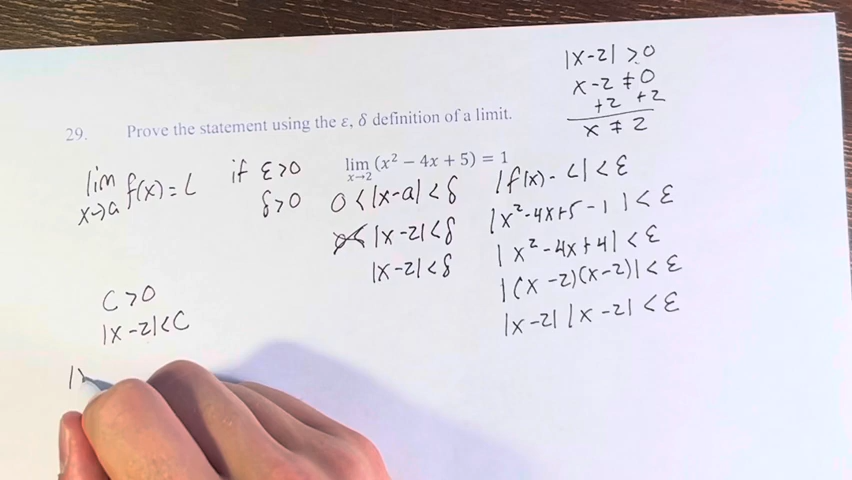 |x-2| > 0
x-2 ≠ 0
+2 +2
x ≠ 2
29. Prove the statement using the ε, δ definition of a limit.
lim x→2 (x² − 4x + 5) = 1
lim x→a f(x) = L if ε>0
δ>0
0<|x-a|<δ
0<|x-2|<δ
|x-2|<δ
|f(x)-L|<ε
|x²-4x+5-1|<ε
|x²-4x+4|<ε
|(x-2)(x-2)|<ε
|x-2||x-2|<ε
C>0
|x-2|<C